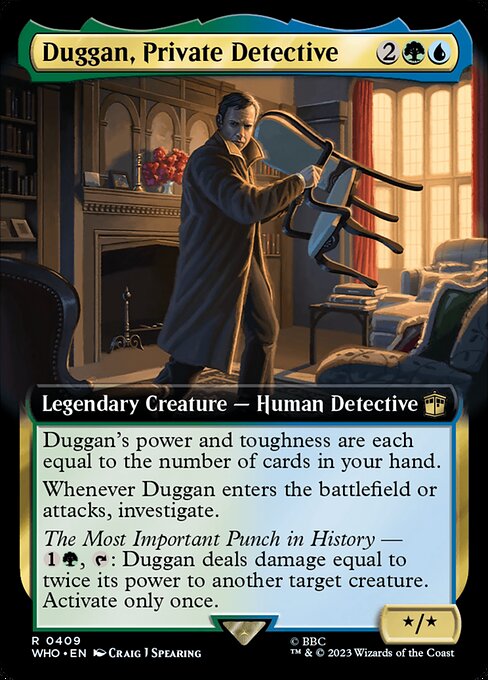 Duggan, Private Detective 2
Legendary Creature — Human Detective
Duggan's power and toughness are each
equal to the number of cards in your hand.
Whenever Duggan enters the battlefield or
attacks, investigate.
The Most Important Punch in History —
1, : Duggan deals damage equal to
twice its power to another target creature.
Activate only once.
*/*
R 0409
WHO • EN Craig J Spearing
© BBC
™ & © 2023 Wizards of the Coast